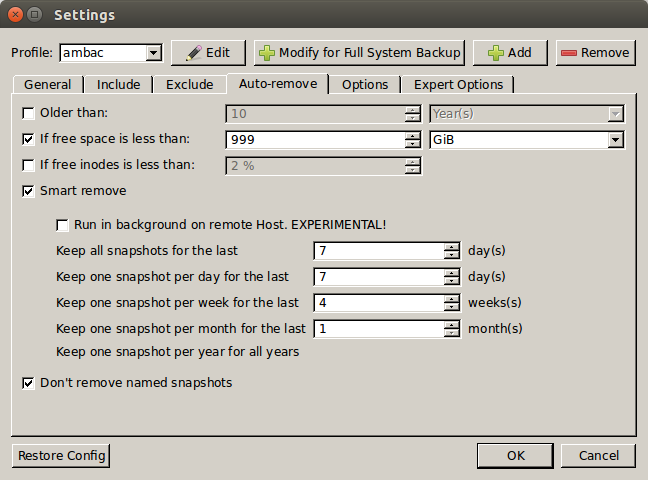 Settings
Profile: ambac Edit Modify for Full System Backup Add Remove
General Include Exclude Auto-remove Options Expert Options
Older than: 10 Year(s)
If free space is less than: 999 GiB
If free inodes is less than: 2 %
Smart remove
Run in background on remote Host. EXPERIMENTAL!
Keep all snapshots for the last 7 day(s)
Keep one snapshot per day for the last 7 day(s)
Keep one snapshot per week for the last 4 weeks(s)
Keep one snapshot per month for the last 1 month(s)
Keep one snapshot per year for all years
Don't remove named snapshots
Restore Config OK Cancel